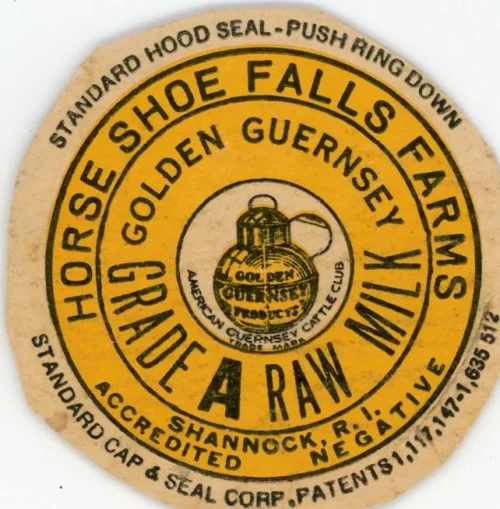 STANDARD HOOD SEAL-PUSH RING DOWN
HORSE SHOE FALLS FARMS
GOLDEN GUERNSEY
GOLDEN
GUERNSEY
PRODUCTS
AMERICAN GUERNSEY CATTLE CLUB
TRADE MARK
GRADE A RAW MILK
SHANNOCK, R. I.
ACCREDITED NEGATIVE
STANDARD CAP & SEAL CORP. PATENTS 1,117,147-1,635 512